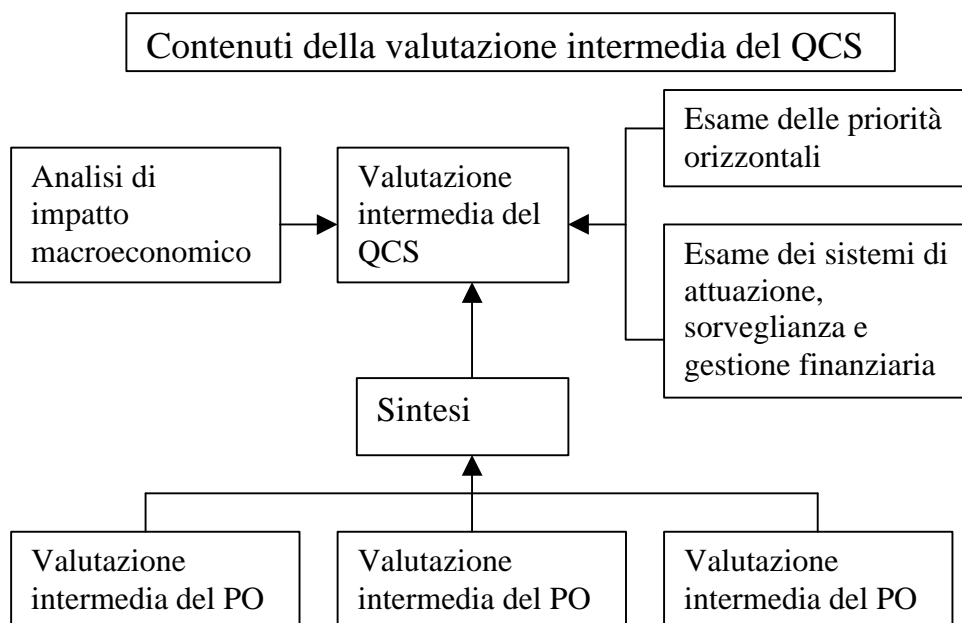 Contenuti della valutazione intermedia del QCS
Analisi di
impatto
macroeconomico
Valutazione
intermedia del
QCS
Esame delle priorità
orizzontali
Esame dei sistemi di
attuazione,
sorveglianza e
gestione finanziaria
Sintesi
Valutazione
intermedia del PO
Valutazione
intermedia del PO
Valutazione
intermedia del PO